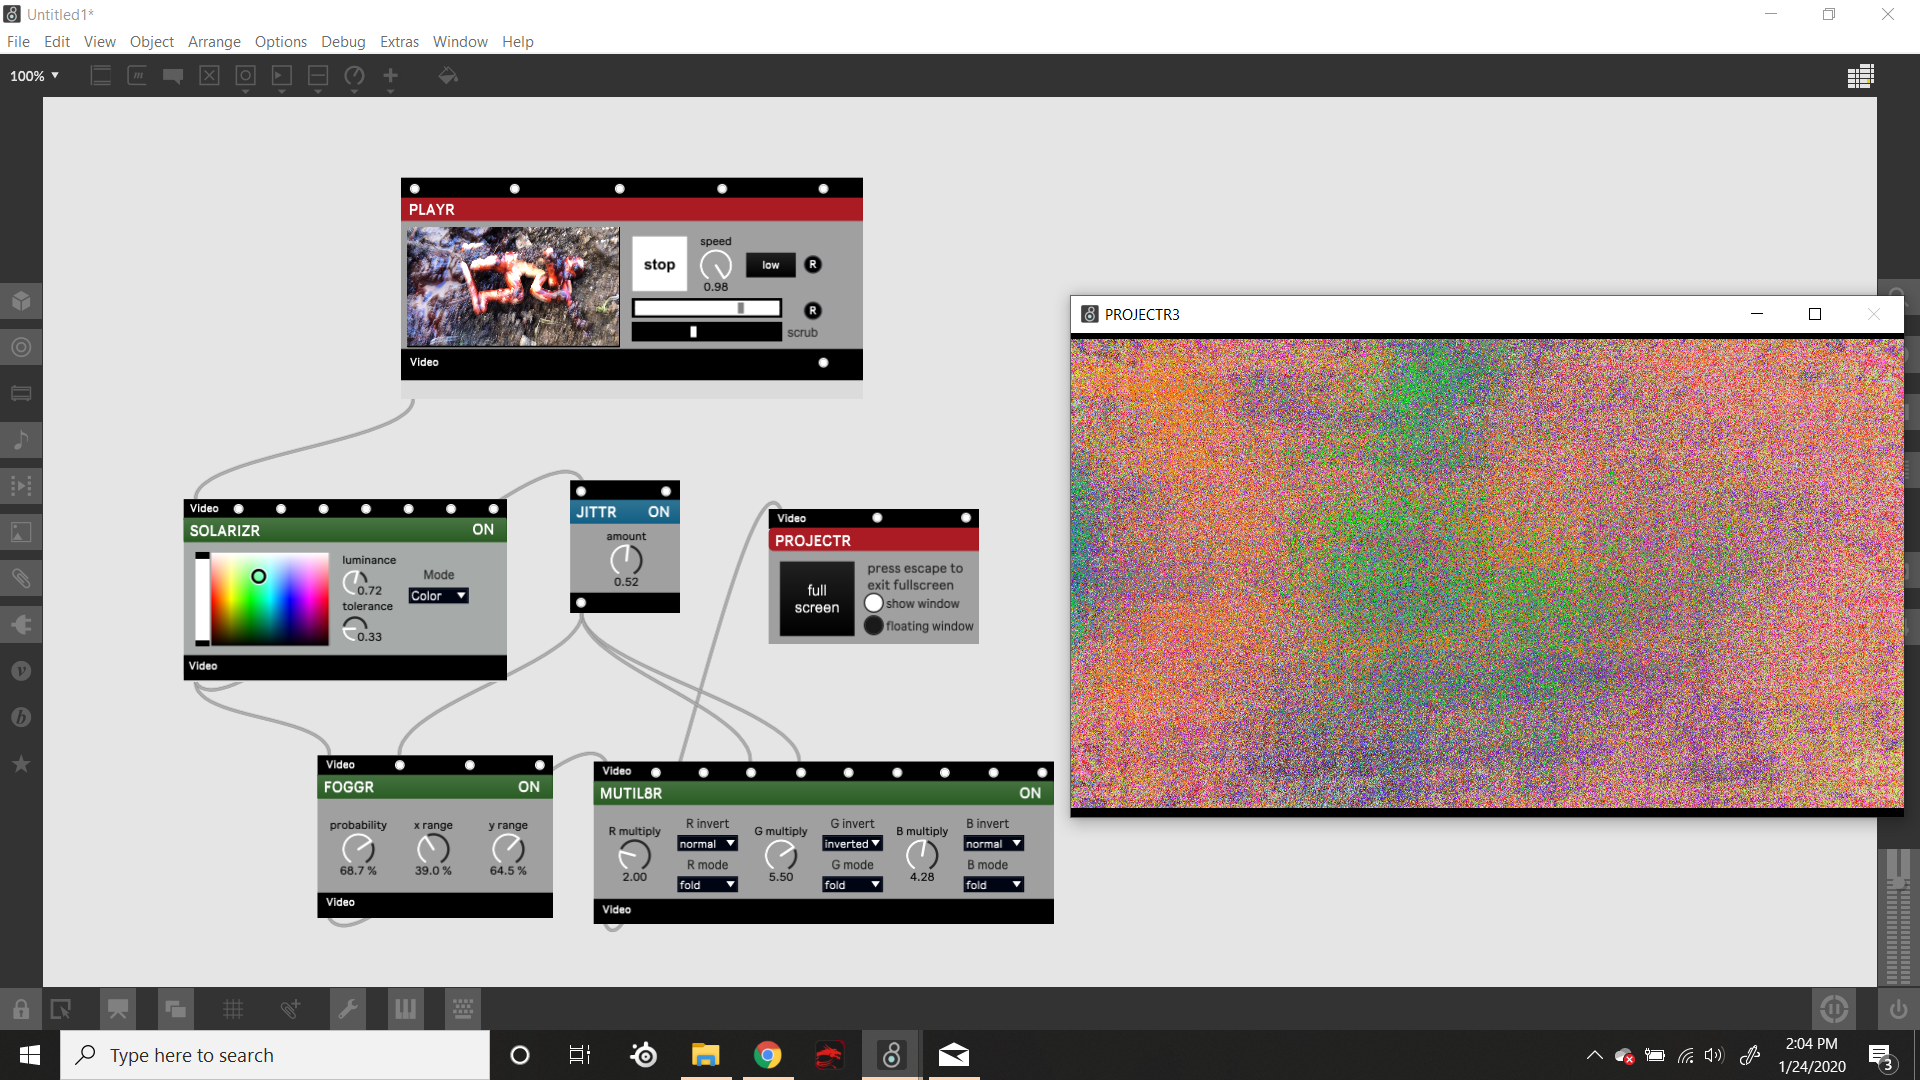 Untitled1*
File Edit View Object Arrange Options Debug Extras Window Help
100%
PLAYR
stop
speed
0.98
low
R
R
scrub
Video
PROJECTR3
Video
SOLARIZR ON
luminance
0.72
tolerance
0.33
Mode
Color
Video
JITTR ON
amount
0.52
Video
PROJECTR
full
screen
press escape to
exit fullscreen
show window
floating window
Video
FOGGR ON
probability x range y range
68.7 % 39.0 % 64.5 %
Video
Video
MUTIL8R ON
R multiply
2.00
R invert
normal
R mode
fold
G multiply
5.50
G invert
inverted
G mode
fold
B multiply
4.28
B invert
normal
B mode
fold
Video
Type here to search
2:04 PM
1/24/2020
3